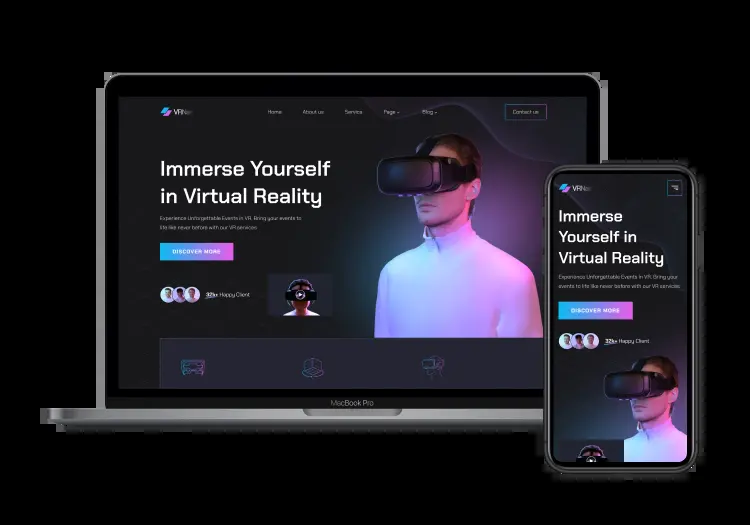 Home About us Service Page Blog
Contact us
Immerse Yourself
in Virtual Reality
Experience Unforgettable Events in VR. Bring your events to
life like never before with our VR services
DISCOVER MORE
32k+ Happy Client
MacBook Pro
Immerse
Yourself in
Virtual Reality
Experience Unforgettable Events in VR. Bring your
events to life like never before with our VR services
DISCOVER MORE
32k+ Happy Client